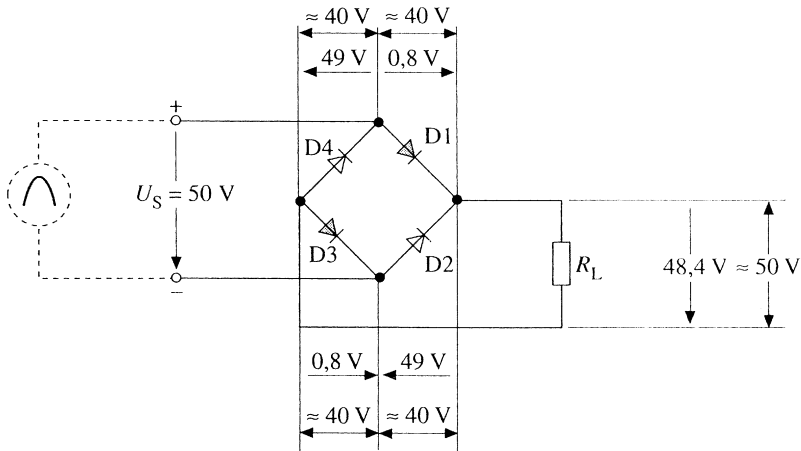 ≈ 40 V ≈ 40 V
49 V 0,8 V
+
D4 D1
U_S = 50 V
D3 D2
–
R_L 48,4 V ≈ 50 V
0,8 V 49 V
≈ 40 V ≈ 40 V